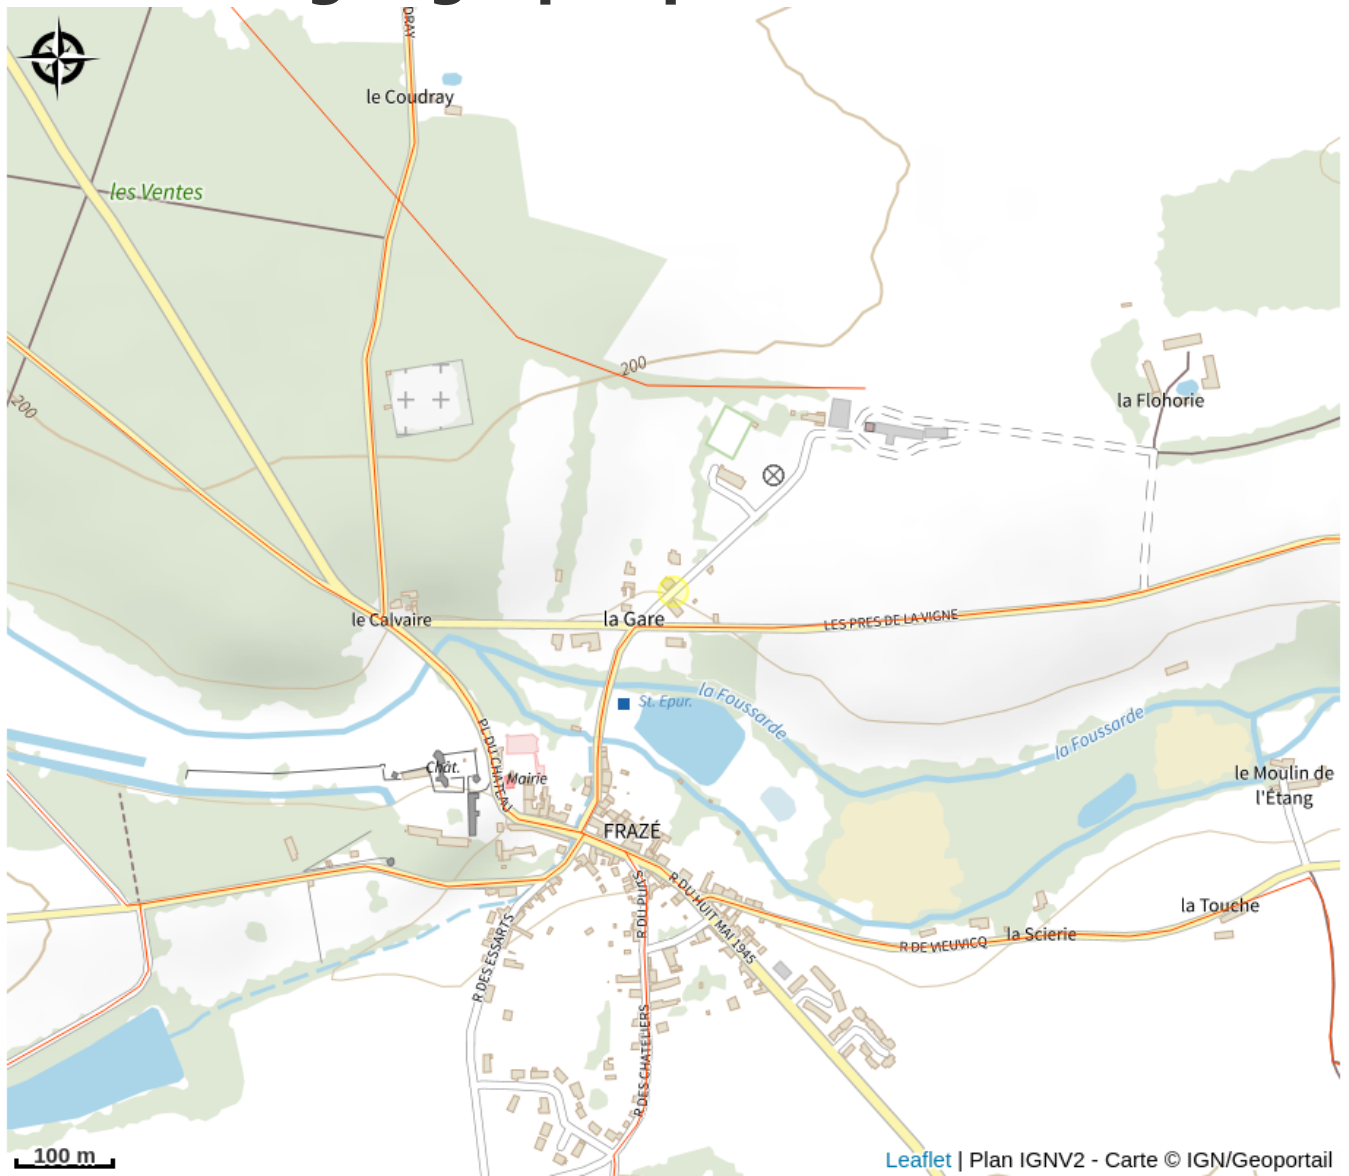 DRAY
le Coudray
les Ventes
200
200
la Flohorie
le Calvaire
la Gare
LES PRES DE LA VIGNE
St. Epur.
la Foussarde
la Foussarde
PL DU CHATEAU
Chât.
Mairie
le Moulin de
l'Étang
FRAZÉ
R DU HUIT MAI 1945
R DU PUITS
la Touche
R DE VIEUVICQ
la Scierie
R DES ESSARTS
R DES CHATELIERS
100 m
Leaflet | Plan IGNV2 - Carte © IGN/Geoportail